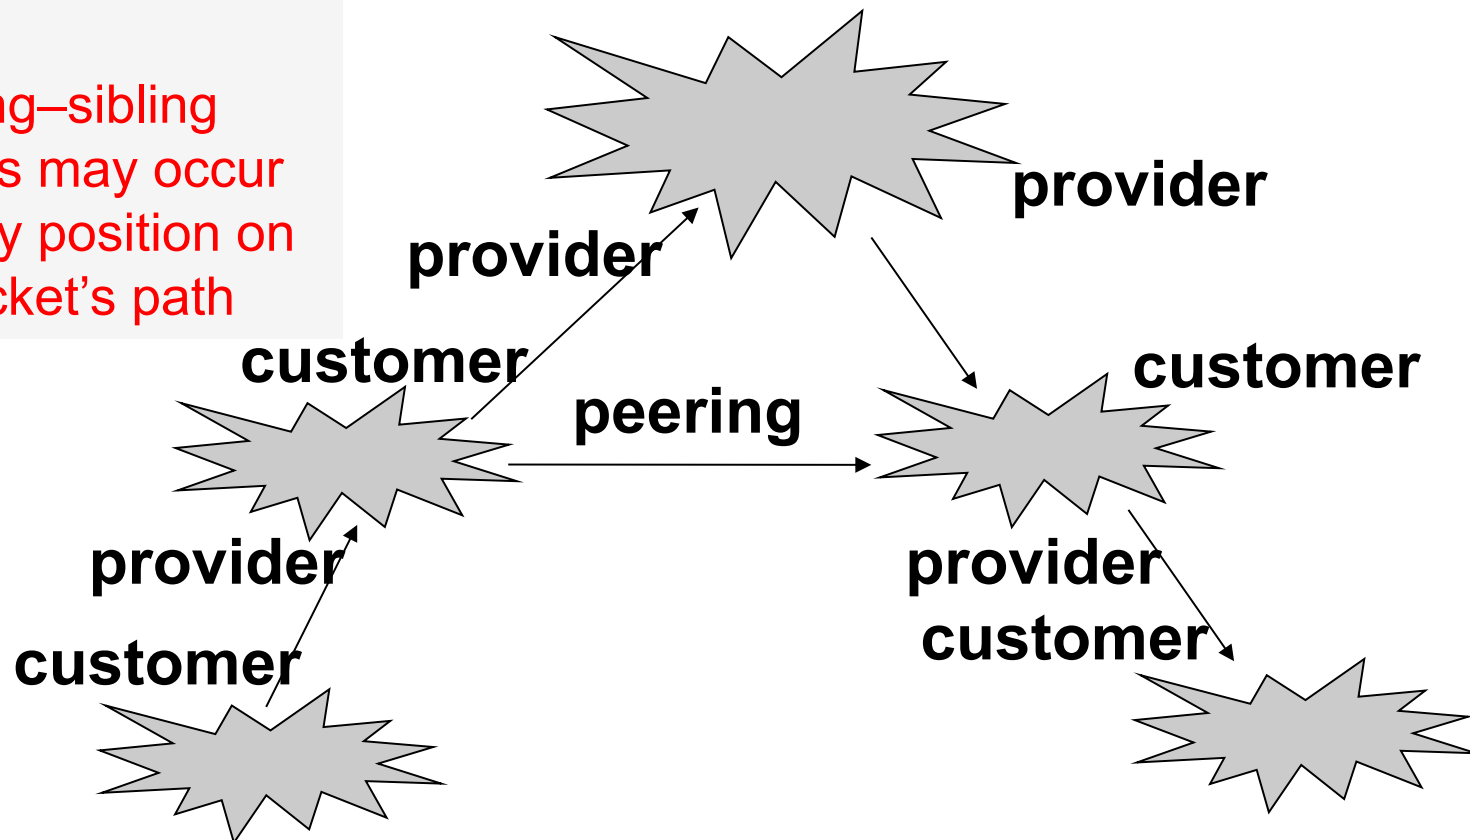 ng–sibling
s may occur
y position on
cket’s path
provider
provider
customer
customer
peering
provider
provider
customer
customer